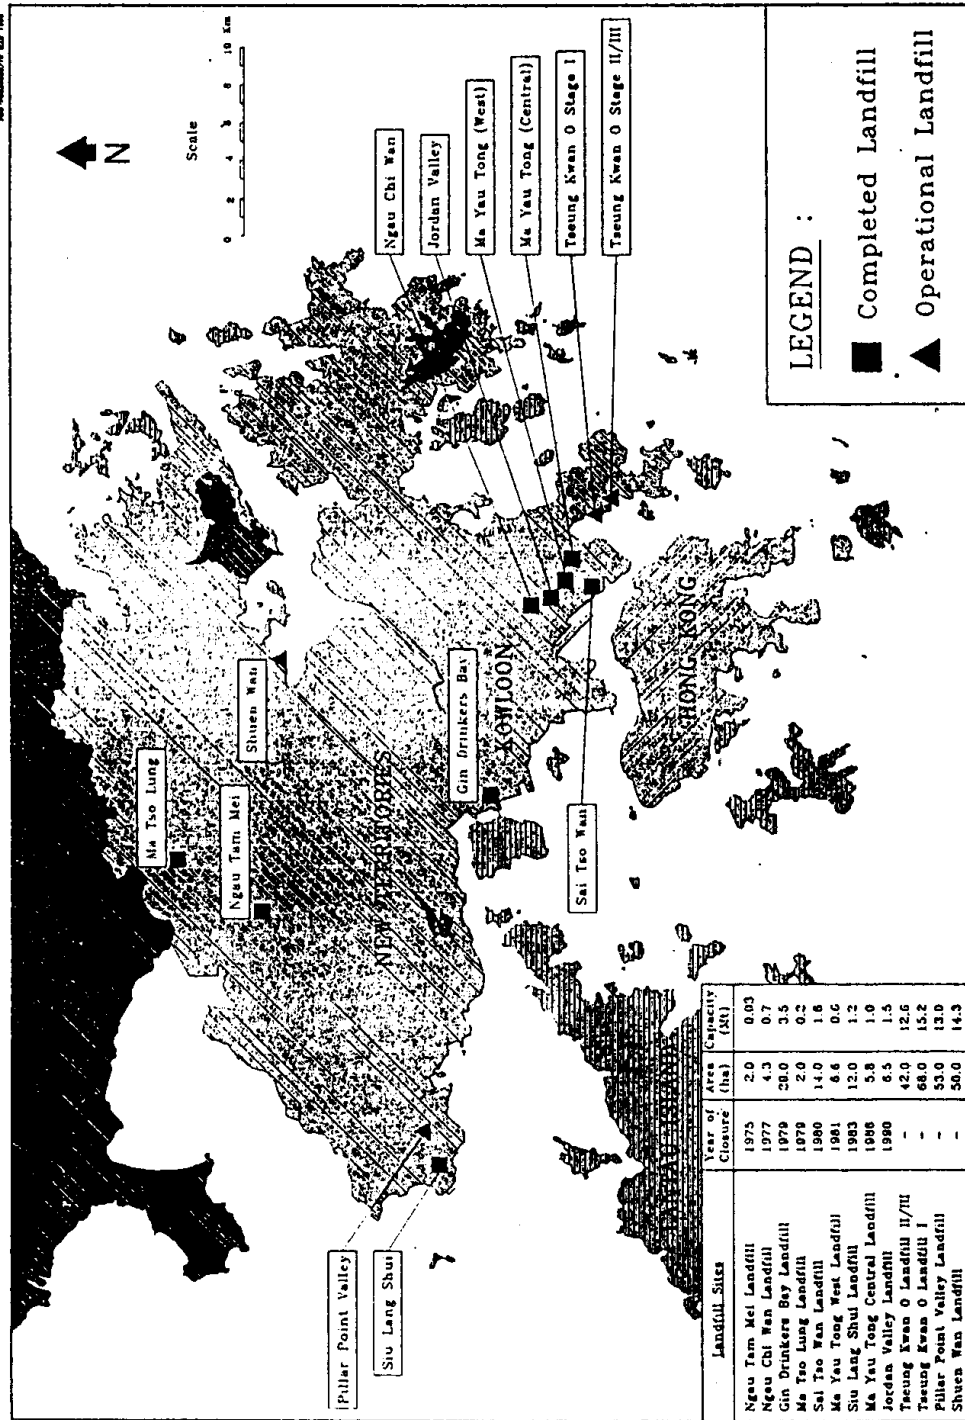 N
Scale
0 2 4 6 8 10 Km
Ngau Chi Wan
Jordan Valley
Ma Yau Tong (West)
Ma Yau Tong (Central)
Tseung Kwan O Stage I
Tseung Kwan O Stage II/III
Ma Tso Lung
Ngau Tam Mei
Shuen Wan
Gin Drinkers Bay
Sai Tso Wan
Pillar Point Valley
Siu Lang Shui
NEW TERRITORIES
KOWLOON
HONG KONG
LANTAU ISLAND
LEGEND :
Completed Landfill
Operational Landfill
Landfill Sites Year of Closure Area (ha) Capacity (Mt)
Ngau Tam Mei Landfill 1975 2.0 0.03
Ngau Chi Wan Landfill 1977 4.3 0.7
Gin Drinkers Bay Landfill 1979 29.0 3.5
Ma Tso Lung Landfill 1979 2.0 0.2
Sai Tso Wan Landfill 1980 14.0 1.6
Ma Yau Tong West Landfill 1981 6.6 0.6
Siu Lang Shui Landfill 1983 12.0 1.2
Ma Yau Tong Central Landfill 1986 5.8 1.0
Jordan Valley Landfill 1990 6.5 1.5
Tseung Kwan O Landfill II/III - 42.0 12.6
Tseung Kwan O Landfill I - 68.0 15.2
Pillar Point Valley Landfill - 53.0 13.0
Shuen Wan Landfill - 50.0 14.3